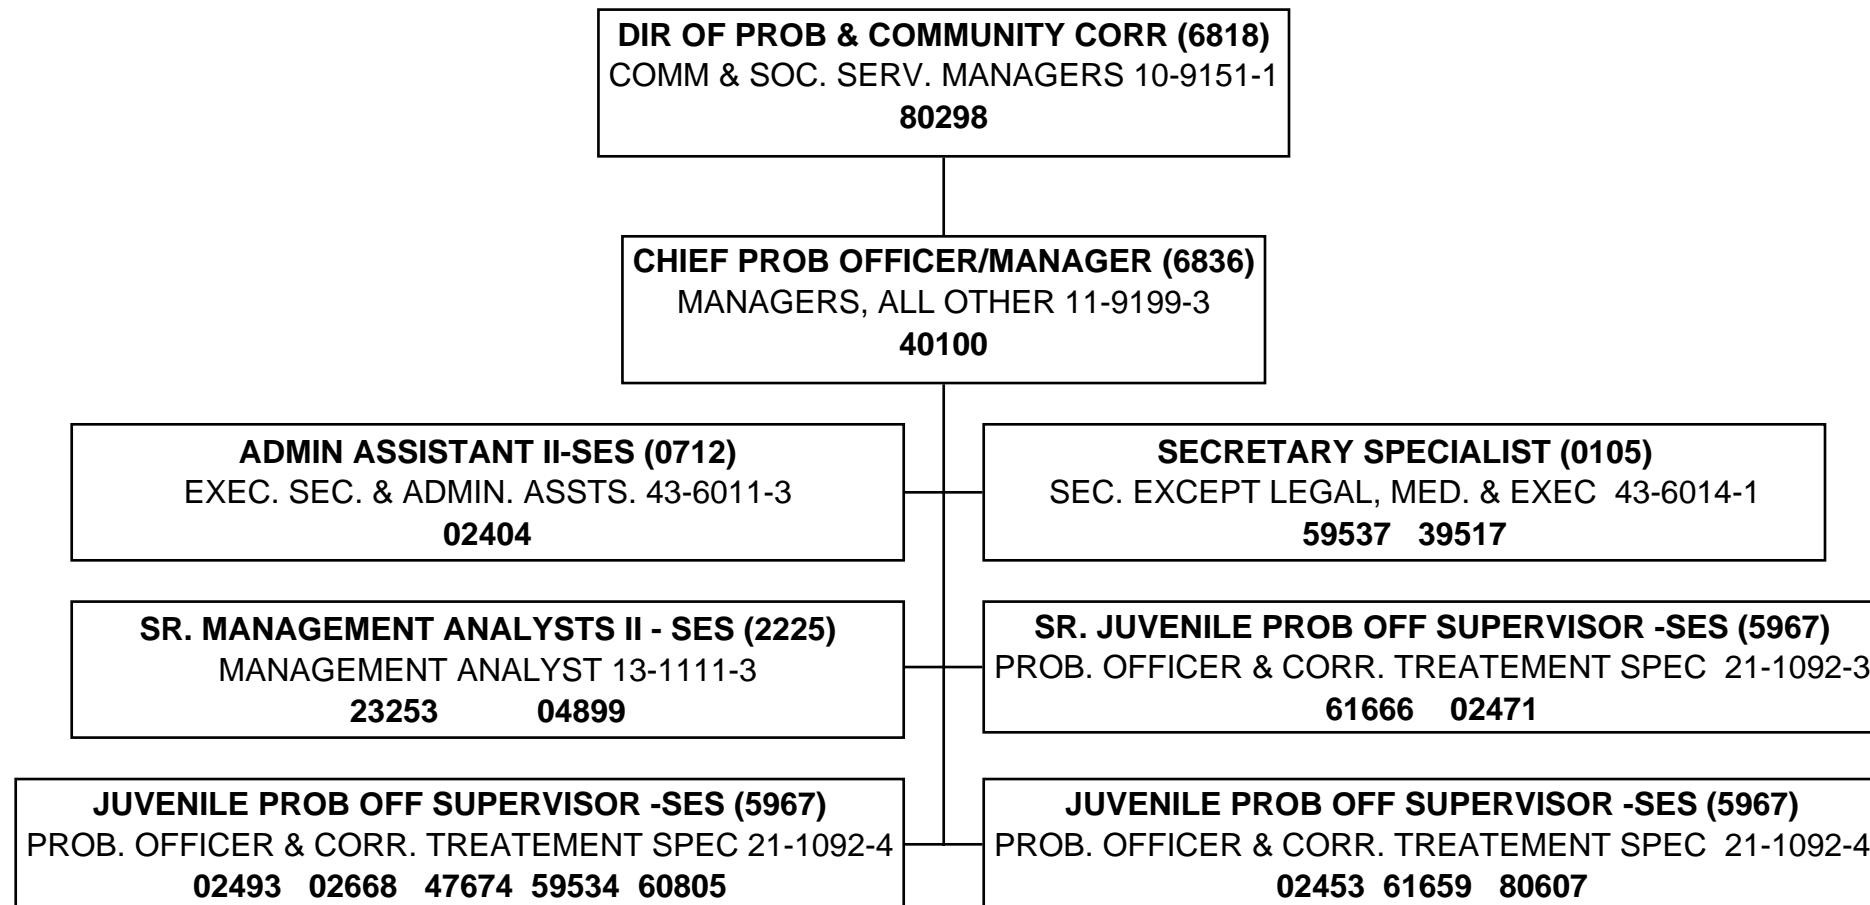 DIR OF PROB & COMMUNITY CORR (6818)
COMM & SOC. SERV. MANAGERS 10-9151-1
80298
CHIEF PROB OFFICER/MANAGER (6836)
MANAGERS, ALL OTHER 11-9199-3
40100
ADMIN ASSISTANT II-SES (0712)
EXEC. SEC. & ADMIN. ASSTS. 43-6011-3
02404
SECRETARY SPECIALIST (0105)
SEC. EXCEPT LEGAL, MED. & EXEC 43-6014-1
59537 39517
SR. MANAGEMENT ANALYSTS II - SES (2225)
MANAGEMENT ANALYST 13-1111-3
23253 04899
SR. JUVENILE PROB OFF SUPERVISOR -SES (5967)
PROB. OFFICER & CORR. TREATEMENT SPEC 21-1092-3
61666 02471
JUVENILE PROB OFF SUPERVISOR -SES (5967)
PROB. OFFICER & CORR. TREATEMENT SPEC 21-1092-4
02493 02668 47674 59534 60805
JUVENILE PROB OFF SUPERVISOR -SES (5967)
PROB. OFFICER & CORR. TREATEMENT SPEC 21-1092-4
02453 61659 80607